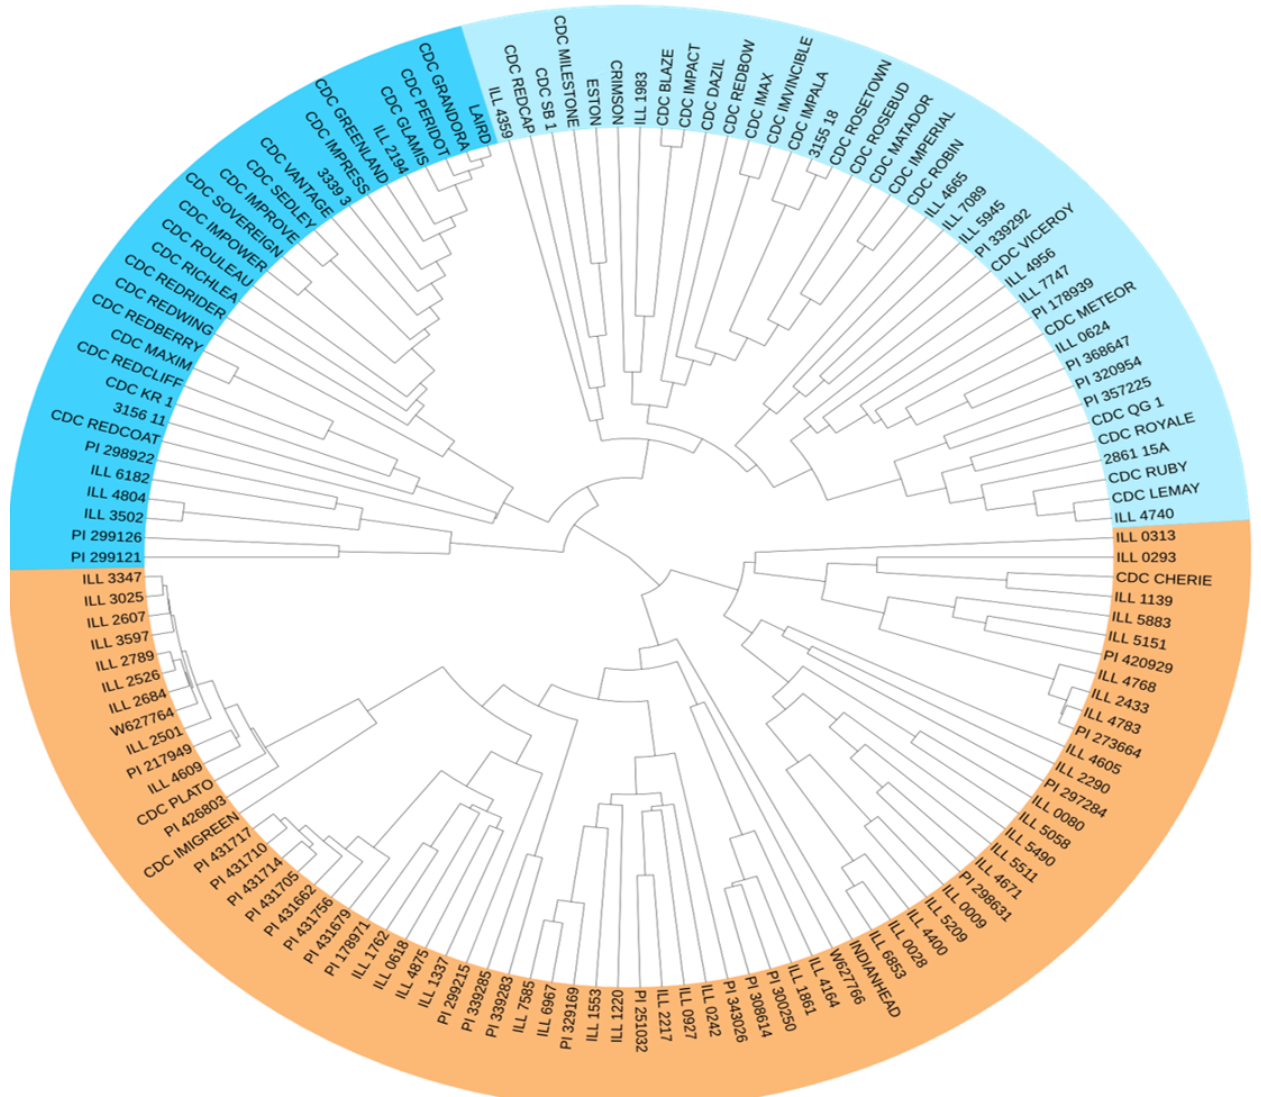 ILL 4359
CDC REDCAP
CDC SB 1
CDC MILESTONE
ESTON
CRIMSON
ILL 1983
CDC BLAZE
CDC IMPACT
CDC DAZIL
CDC REDBOW
CDC IMAX
CDC IMVINCIBLE
CDC IMPALA
3155 18
CDC ROSETOWN
CDC ROSEBUD
CDC MATADOR
CDC IMPERIAL
CDC ROBIN
ILL 4665
ILL 7089
ILL 5945
PI 339292
CDC VICEROY
ILL 4956
ILL 7747
PI 178939
CDC METEOR
ILL 0624
PI 368647
PI 320954
PI 357225
CDC QG 1
CDC ROYALE
2861 15A
CDC RUBY
CDC LEMAY
ILL 4740
ILL 0313
ILL 0293
CDC CHERIE
ILL 1139
ILL 5883
ILL 5151
PI 420929
ILL 4768
ILL 2433
ILL 4783
PI 273664
ILL 4605
ILL 2290
PI 297284
ILL 0080
ILL 5058
ILL 5490
ILL 5511
ILL 4671
PI 298631
ILL 0009
ILL 5209
ILL 4400
ILL 0028
ILL 6853
INDIANHEAD
W627766
ILL 4164
ILL 1861
PI 300250
PI 308614
PI 343026
ILL 0242
ILL 0927
ILL 2217
PI 251032
ILL 1220
ILL 1553
PI 329169
ILL 6967
ILL 7585
PI 339283
PI 339285
PI 299215
ILL 1337
ILL 4875
ILL 0618
ILL 1762
PI 178971
PI 431679
PI 431756
PI 431662
PI 431705
PI 431714
PI 431710
PI 431717
CDC IMIGREEN
PI 426803
CDC PLATO
ILL 4609
PI 217949
ILL 2501
W627764
ILL 2684
ILL 2526
ILL 2789
ILL 3597
ILL 2607
ILL 3025
ILL 3347
PI 299121
PI 299126
ILL 3502
ILL 4804
ILL 6182
PI 298922
CDC REDCOAT
3156 11
CDC KR 1
CDC REDCLIFF
CDC MAXIM
CDC REDBERRY
CDC REDWING
CDC REDRIDER
CDC RICHLEA
CDC ROULEAU
CDC IMPOWER
CDC SOVEREIGN
CDC IMPROVE
CDC SEDLEY
CDC VANTAGE
3339 3
CDC IMPRESS
CDC GREENLAND
ILL 2194
CDC GLAMIS
CDC PERIDOT
CDC GRANDORA
LAIRD